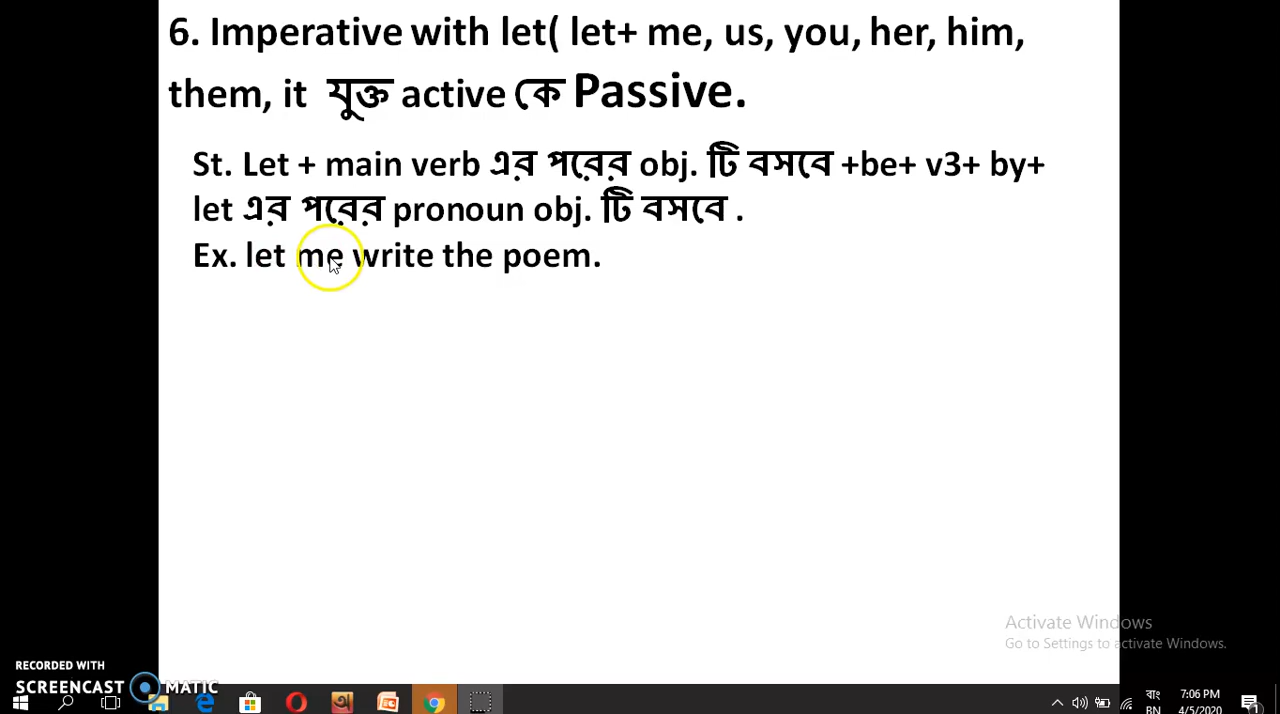 6. Imperative with let( let+ me, us, you, her, him,
them, it যুক্ত active কে Passive.
St. Let + main verb এর পরের obj. টি বসবে +be+ v3+ by+
let এর পরের pronoun obj. টি বসবে .
Ex. let me write the poem.
Activate Windows
Go to Settings to activate Windows.
RECORDED WITH
SCREENCAST MATIC
বাং
BN
7:06 PM
4/5/2020